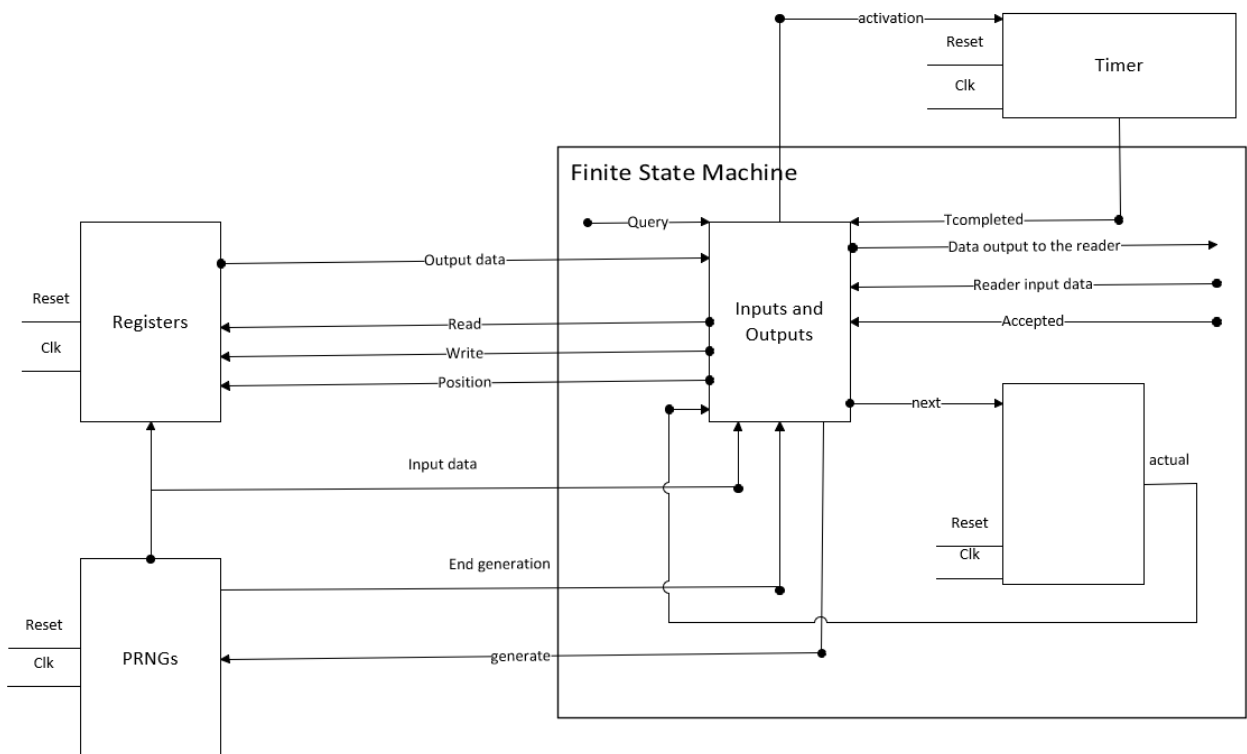 activation
Reset
Clk
Timer
Finite State Machine
Query
Tcompleted
Data output to the reader
Output data
Reader input data
Reset
Clk
Registers
Read
Write
Position
Inputs and
Outputs
Accepted
next
actual
Input data
Reset
Clk
End generation
Reset
Clk
PRNGs
generate